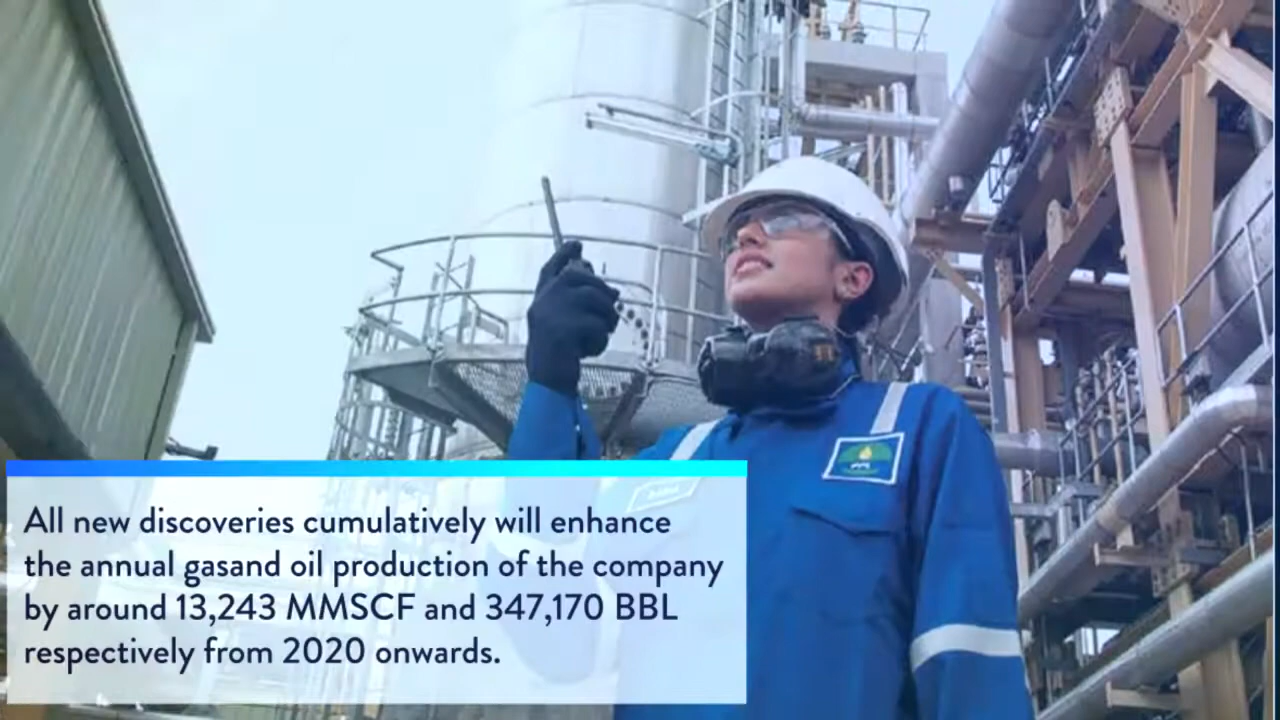 All new discoveries cumulatively will enhance
the annual gasand oil production of the company
by around 13,243 MMSCF and 347,170 BBL
respectively from 2020 onwards.